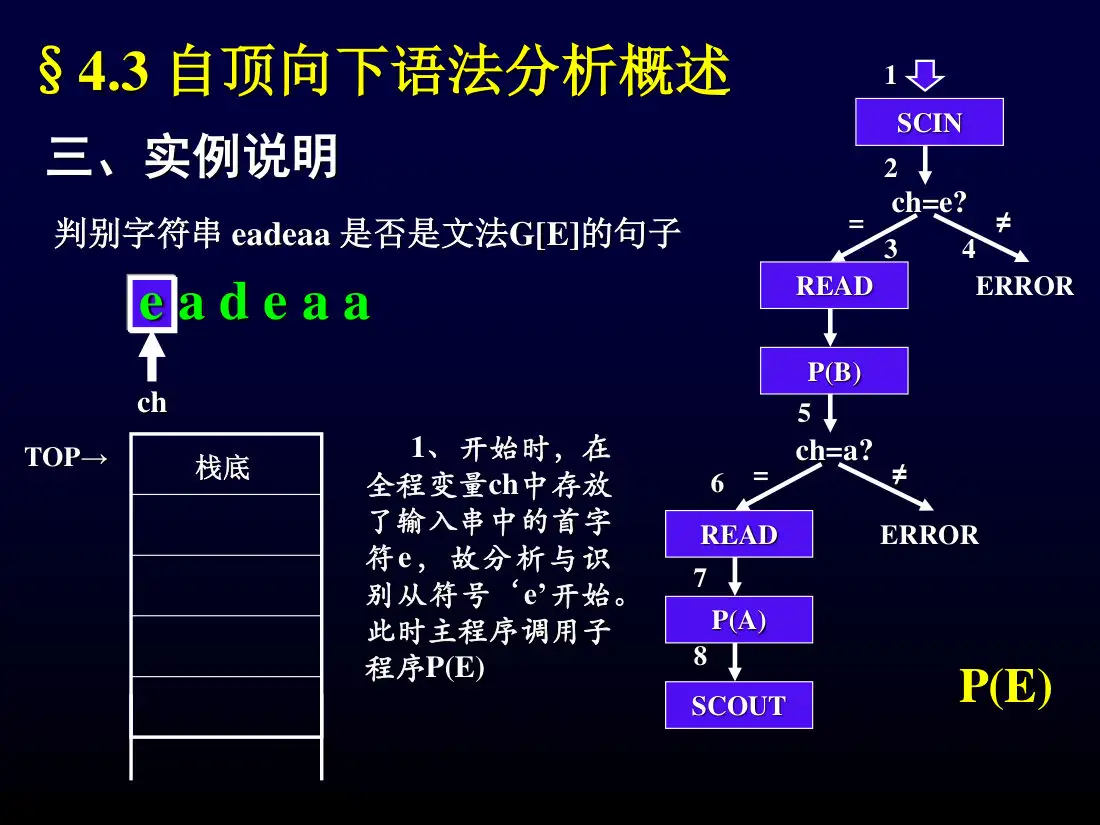 §4.3 自顶向下语法分析概述
三、实例说明
判别字符串 eadeaa 是否是文法G[E]的句子
e a d e a a
ch
TOP→
栈底
1、开始时，在
全程变量ch中存放
了输入串中的首字
符e，故分析与识
别从符号‘e’开始。
此时主程序调用子
程序P(E)
1
SCIN
2
ch=e?
= ≠
3 4
READ ERROR
P(B)
5
ch=a?
6 = ≠
READ ERROR
7
P(A)
8
SCOUT
P(E)